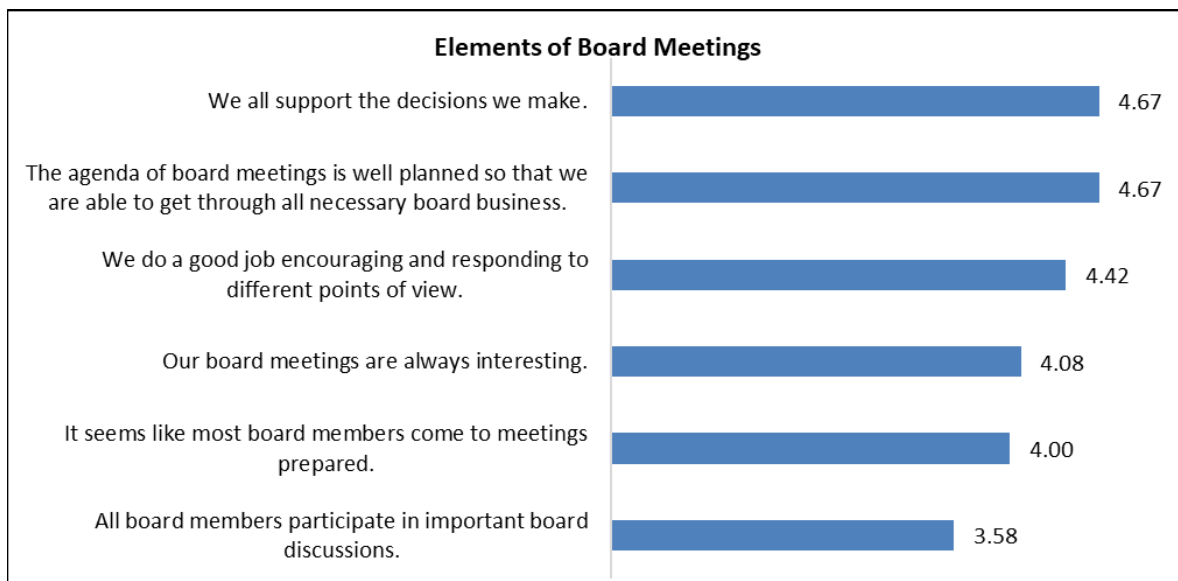 Elements of Board Meetings
We all support the decisions we make.
4.67
The agenda of board meetings is well planned so that we
are able to get through all necessary board business.
4.67
We do a good job encouraging and responding to
different points of view.
4.42
Our board meetings are always interesting.
4.08
It seems like most board members come to meetings
prepared.
4.00
All board members participate in important board
discussions.
3.58